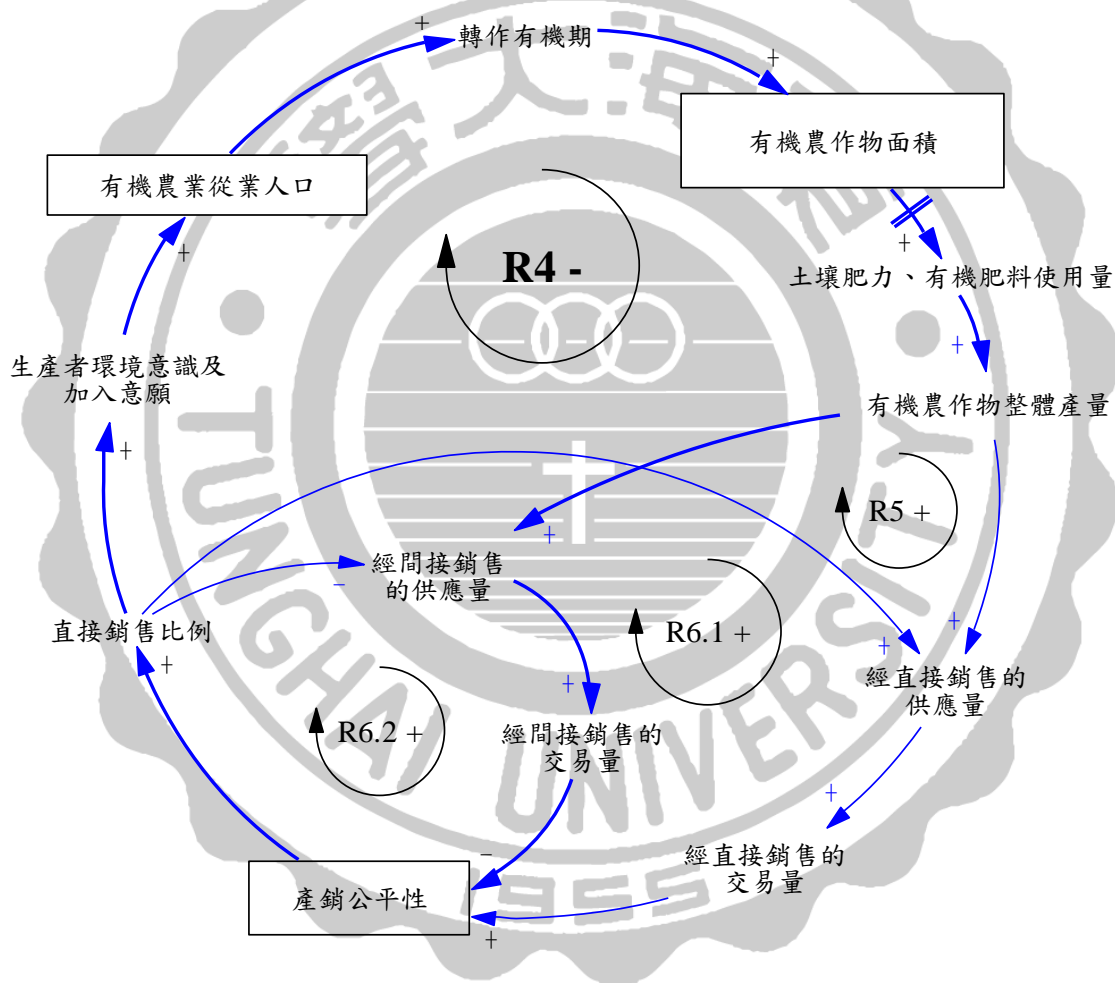 轉作有機期
有機農作物面積
有機農業從業人口
R4 -
土壤肥力、有機肥料使用量
生產者環境意識及
加入意願
有機農作物整體產量
R5 +
經間接銷售
的供應量
直接銷售比例
R6.1 +
經直接銷售的
供應量
R6.2 +
經間接銷售的
交易量
經直接銷售的
交易量
產銷公平性
+
+
+
+
+
+
+
+
+
+
+
+
+
+
-
-
TUNGHAI UNIVERSITY
1955